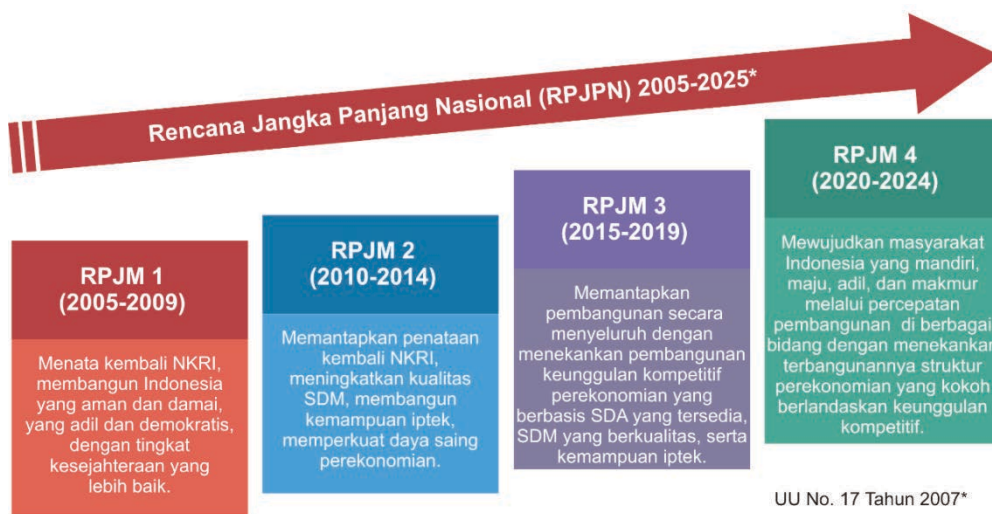 Rencana Jangka Panjang Nasional (RPJPN) 2005-2025*
RPJM 1
(2005-2009)
Menata kembali NKRI,
membangun Indonesia
yang aman dan damai,
yang adil dan demokratis,
dengan tingkat
kesejahteraan yang
lebih baik.
RPJM 2
(2010-2014)
Memantapkan penataan
kembali NKRI,
meningkatkan kualitas
SDM, membangun
kemampuan iptek,
memperkuat daya saing
perekonomian.
RPJM 3
(2015-2019)
Memantapkan
pembangunan secara
menyeluruh dengan
menekankan pembangunan
keunggulan kompetitif
perekonomian yang
berbasis SDA yang tersedia,
SDM yang berkualitas, serta
kemampuan iptek.
RPJM 4
(2020-2024)
Mewujudkan masyarakat
Indonesia yang mandiri,
maju, adil, dan makmur
melalui percepatan
pembangunan di berbagai
bidang dengan menekankan
terbangunannya struktur
perekonomian yang kokoh
berlandaskan keunggulan
kompetitif.
UU No. 17 Tahun 2007*